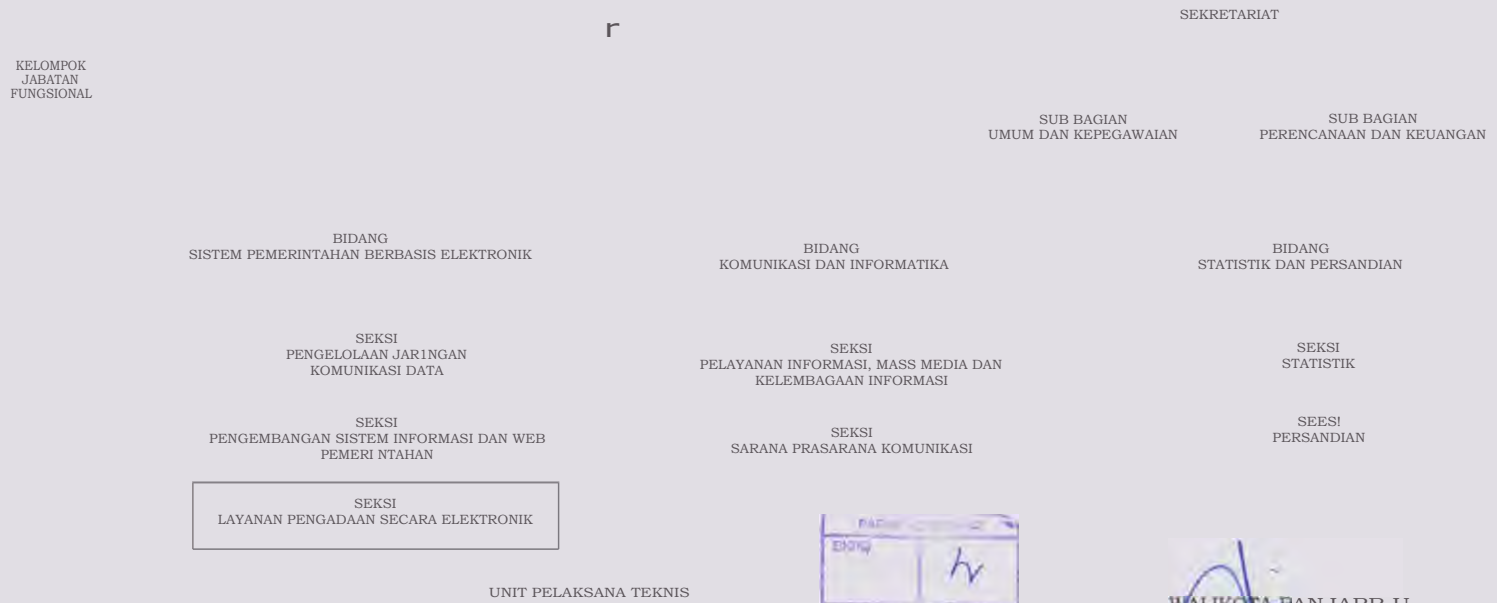 SEKRETARIAT
r
KELOMPOK
JABATAN
FUNGSIONAL
SUB BAGIAN
UMUM DAN KEPEGAWAIAN
SUB BAGIAN
PERENCANAAN DAN KEUANGAN
BIDANG
SISTEM PEMERINTAHAN BERBASIS ELEKTRONIK
BIDANG
KOMUNIKASI DAN INFORMATIKA
BIDANG
STATISTIK DAN PERSANDIAN
SEKSI
PENGELOLAAN JAR1NGAN
KOMUNIKASI DATA
SEKSI
PELAYANAN INFORMASI, MASS MEDIA DAN
KELEMBAGAAN INFORMASI
SEKSI
STATISTIK
SEKSI
PENGEMBANGAN SISTEM INFORMASI DAN WEB
PEMERI NTAHAN
SEKSI
SARANA PRASARANA KOMUNIKASI
SEES!
PERSANDIAN
SEKSI
LAYANAN PENGADAAN SECARA ELEKTRONIK
UNIT PELAKSANA TEKNIS
WALIKOTA BANJARB U